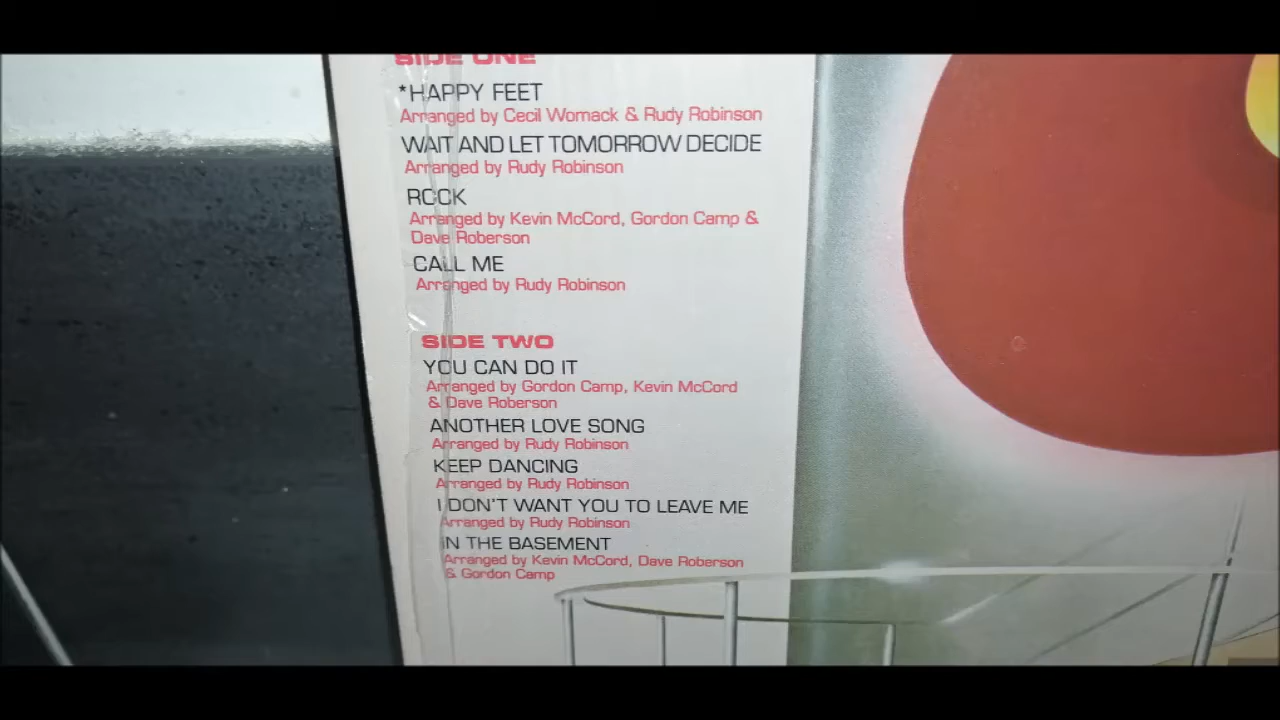 SIDE ONE
*HAPPY FEET
Arranged by Cecil Womack & Rudy Robinson
WAIT AND LET TOMORROW DECIDE
Arranged by Rudy Robinson
ROCK
Arranged by Kevin McCord, Gordon Camp &
Dave Roberson
CALL ME
Arranged by Rudy Robinson
SIDE TWO
YOU CAN DO IT
Arranged by Gordon Camp, Kevin McCord
& Dave Roberson
ANOTHER LOVE SONG
Arranged by Rudy Robinson
KEEP DANCING
Arranged by Rudy Robinson
I DON'T WANT YOU TO LEAVE ME
Arranged by Rudy Robinson
IN THE BASEMENT
Arranged by Kevin McCord, Dave Roberson
& Gordon Camp